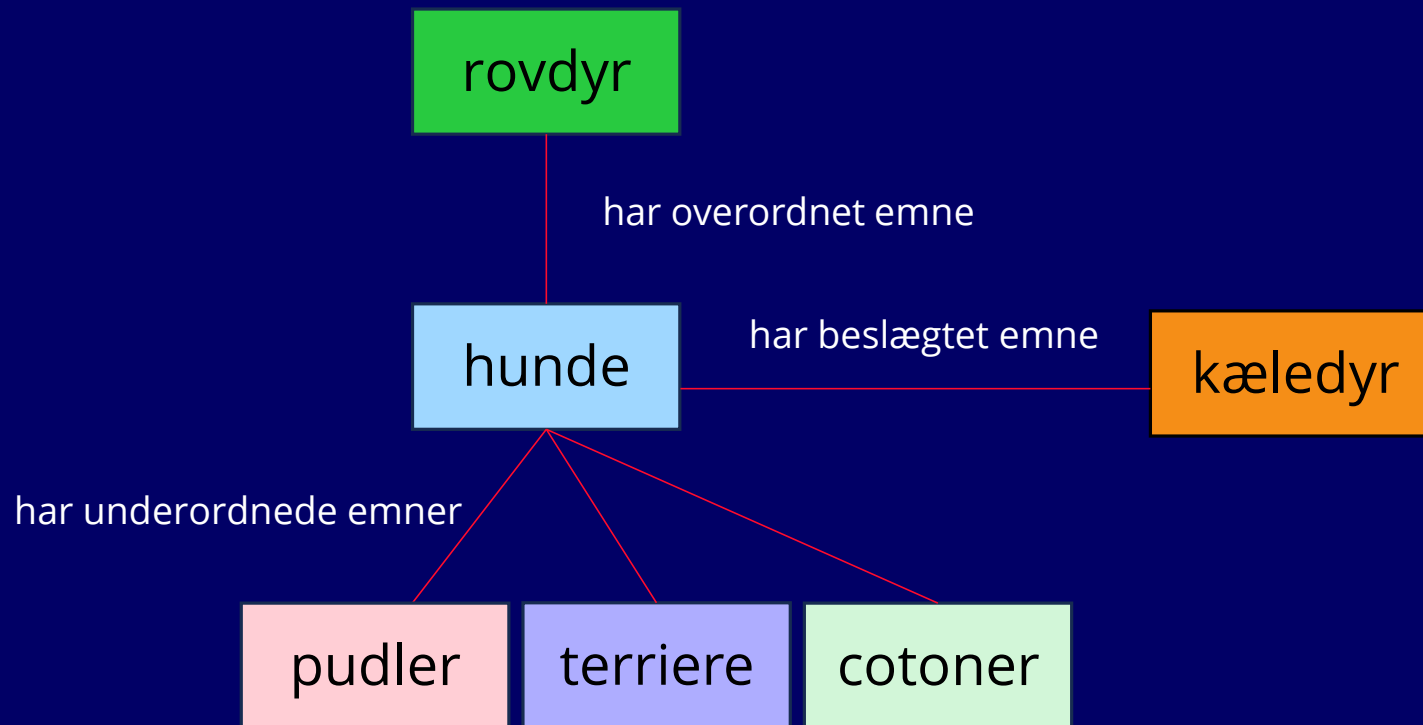 rovdyr
har overordnet emne
hunde
har beslægtet emne
kæledyr
har underordnede emner
pudler
terriere
cotoner